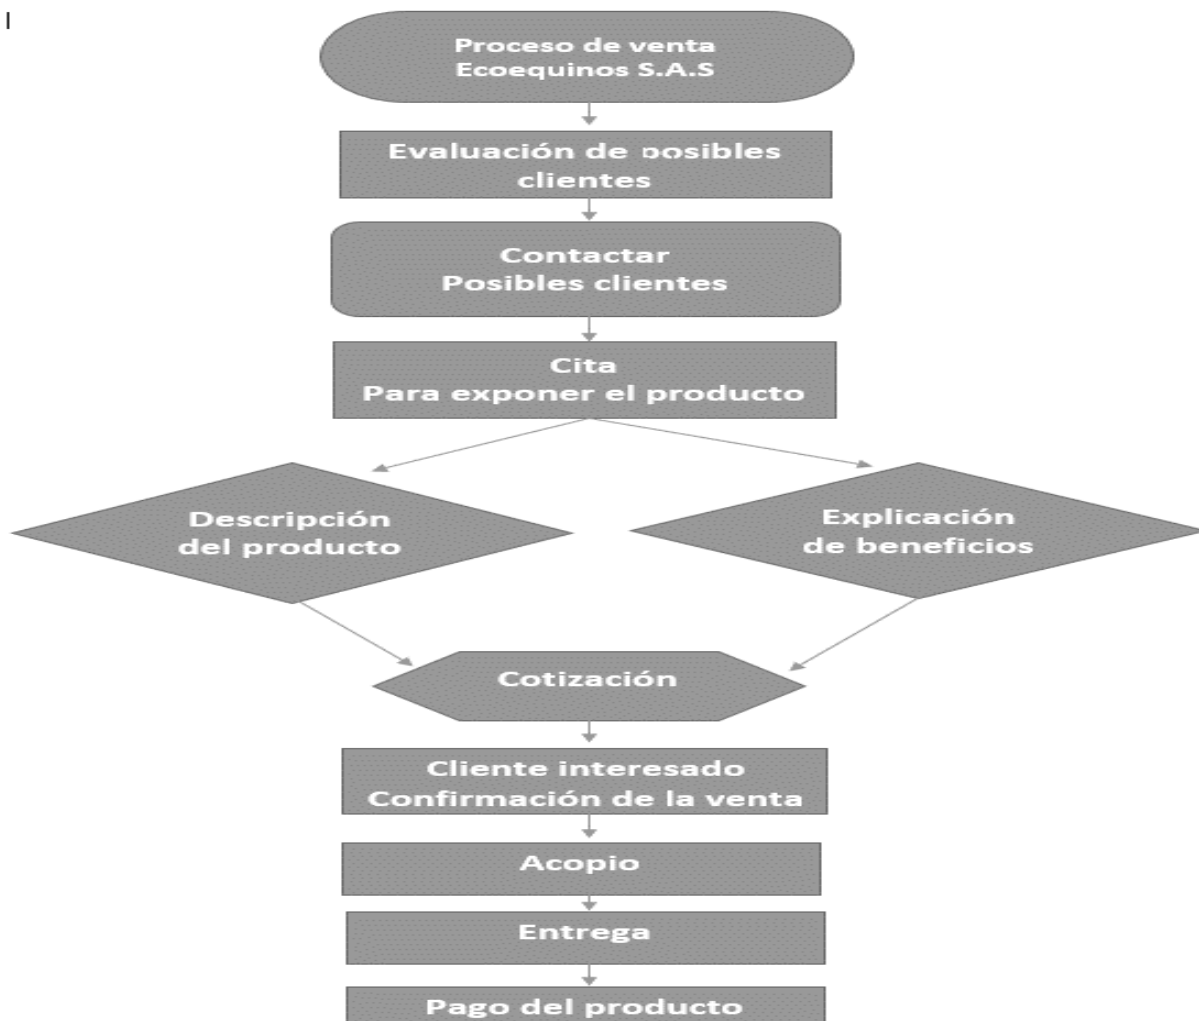 I
Proceso de venta
Ecoequinos S.A.S
Evaluación de posibles
clientes
Contactar
Posibles clientes
Cita
Para exponer el producto
Descripción
del producto
Explicación
de beneficios
Cotización
Cliente interesado
Confirmación de la venta
Acopio
Entrega
Pago del producto